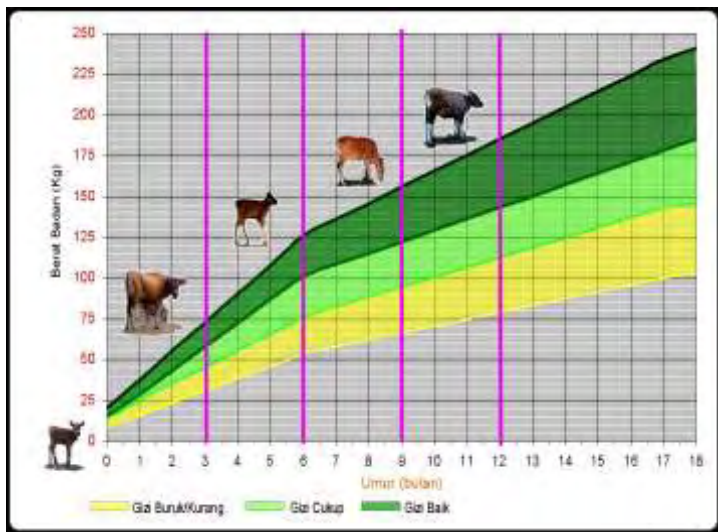 250
225
200
175
150
125
100
75
50
25
0
Berat Badan (Kg)
0 1 2 3 4 5 6 7 8 9 10 11 12 13 14 15 16 17 18
Umur (bulan)
Gizi Buruk/Kurang Gizi Cukup Gizi Baik